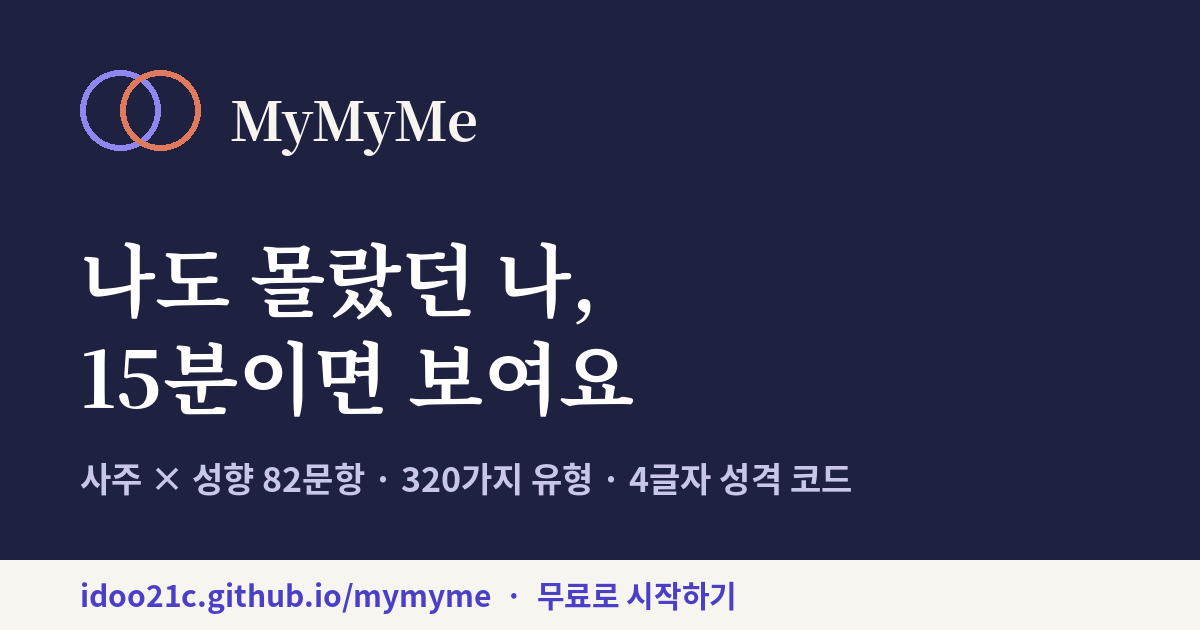 MyMyMe
나도 몰랐던 나,
15분이면 보여요
사주 × 성향 82문항 · 320가지 유형 · 4글자 성격 코드
idoo21c.github.io/mymyme · 무료로 시작하기